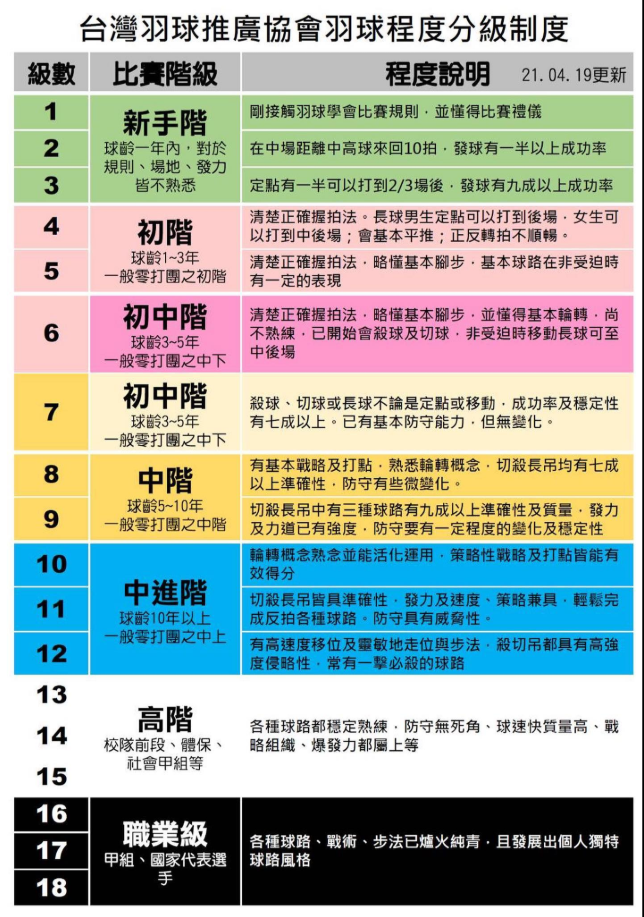 台灣羽球推廣協會羽球程度分級制度
級數 比賽階級 程度說明 21.04.19更新
1
2
3
新手階
球齡一年內，對於
規則、場地、發力
皆不熟悉
剛接觸羽球學會比賽規則，並懂得比賽禮儀
在中場距離中高球來回10拍，發球有一半以上成功率
定點有一半可以打到2/3場後，發球有九成以上成功率
4
5
初階
球齡1~3年
一般零打團之初階
清楚正確握拍法。長球男生定點可以打到後場，女生可
以打到中後場；會基本平推；正反轉拍不順暢。
清楚正確握拍法，略懂基本腳步，基本球路在非受迫時
有一定的表現
6
初中階
球齡3~5年
一般零打團之中下
清楚正確握拍法，略懂基本腳步，並懂得基本輪轉，尚
不熟練，已開始會殺球及切球，非受迫時移動長球可至
中後場
7
初中階
球齡3~5年
一般零打團之中下
殺球、切球或長球不論是定點或移動，成功率及穩定性
有七成以上。已有基本防守能力，但無變化。
8
9
中階
球齡5~10年
一般零打團之中階
有基本戰略及打點，熟悉輪轉概念，切殺長吊均有七成
以上準確性，防守有些微變化。
切殺長吊中有三種球路有九成以上準確性及質量，發力
及力道已有強度，防守要有一定程度的變化及穩定性
10
11
12
中進階
球齡10年以上
一般零打團之中上
輪轉概念熟念並能活化運用，策略性戰略及打點皆能有
效得分
切殺長吊皆具準確性，發力及速度、策略兼具，輕鬆完
成反拍各種球路。防守具有威脅性。
有高速度移位及靈敏地走位與步法，殺切吊都具有高強
度侵略性，常有一擊必殺的球路
13
14
15
高階
校隊前段、體保、
社會甲組等
各種球路都穩定熟練，防守無死角、球速快質量高、戰
略組織、爆發力都屬上等
16
17
18
職業級
甲組、國家代表選
手
各種球路、戰術、步法已爐火純青，且發展出個人獨特
球路風格